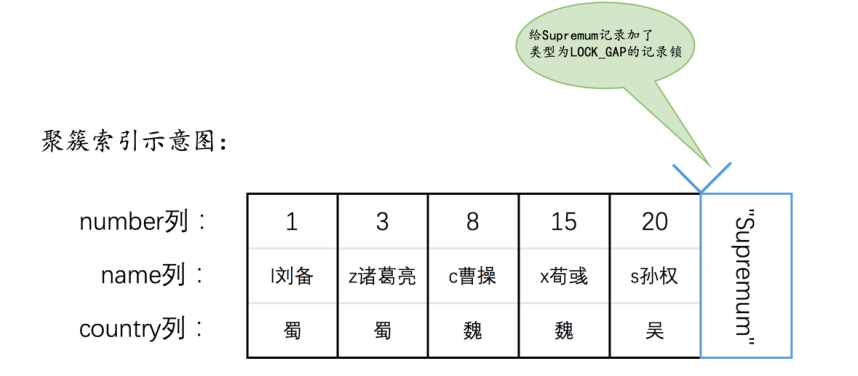 给Supremum记录加了
类型为LOCK_GAP的记录锁
聚簇索引示意图：
number列： 1 3 8 15 20 "Supremum"
name列： l刘备 z诸葛亮 c曹操 x荀彧 s孙权
country列： 蜀 蜀 魏 魏 吴